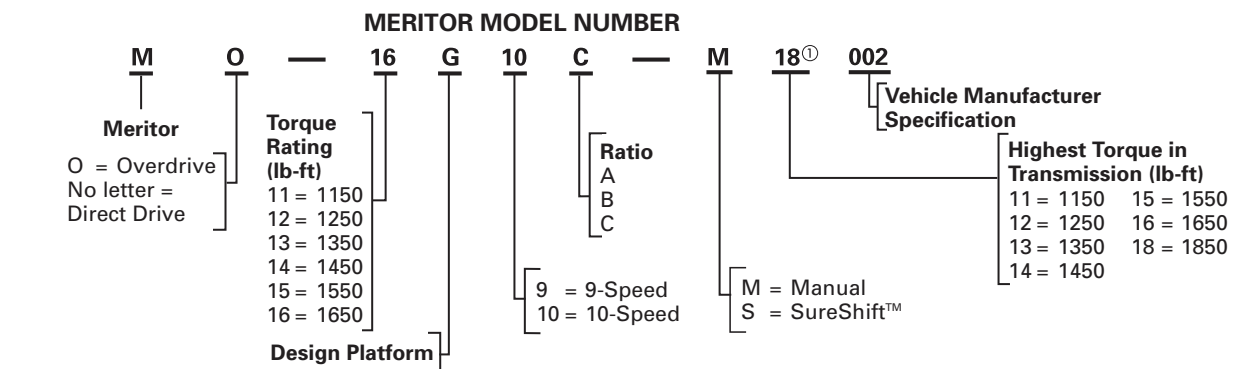 MERITOR MODEL NUMBER
M O — 16 G 10 C — M 18① 002
Meritor
O = Overdrive
No letter =
Direct Drive
Torque
Rating
(lb-ft)
11 = 1150
12 = 1250
13 = 1350
14 = 1450
15 = 1550
16 = 1650
Design Platform
9 = 9-Speed
10 = 10-Speed
Ratio
A
B
C
M = Manual
S = SureShift™
Vehicle Manufacturer
Specification
Highest Torque in
Transmission (lb-ft)
11 = 1150 15 = 1550
12 = 1250 16 = 1650
13 = 1350 18 = 1850
14 = 1450